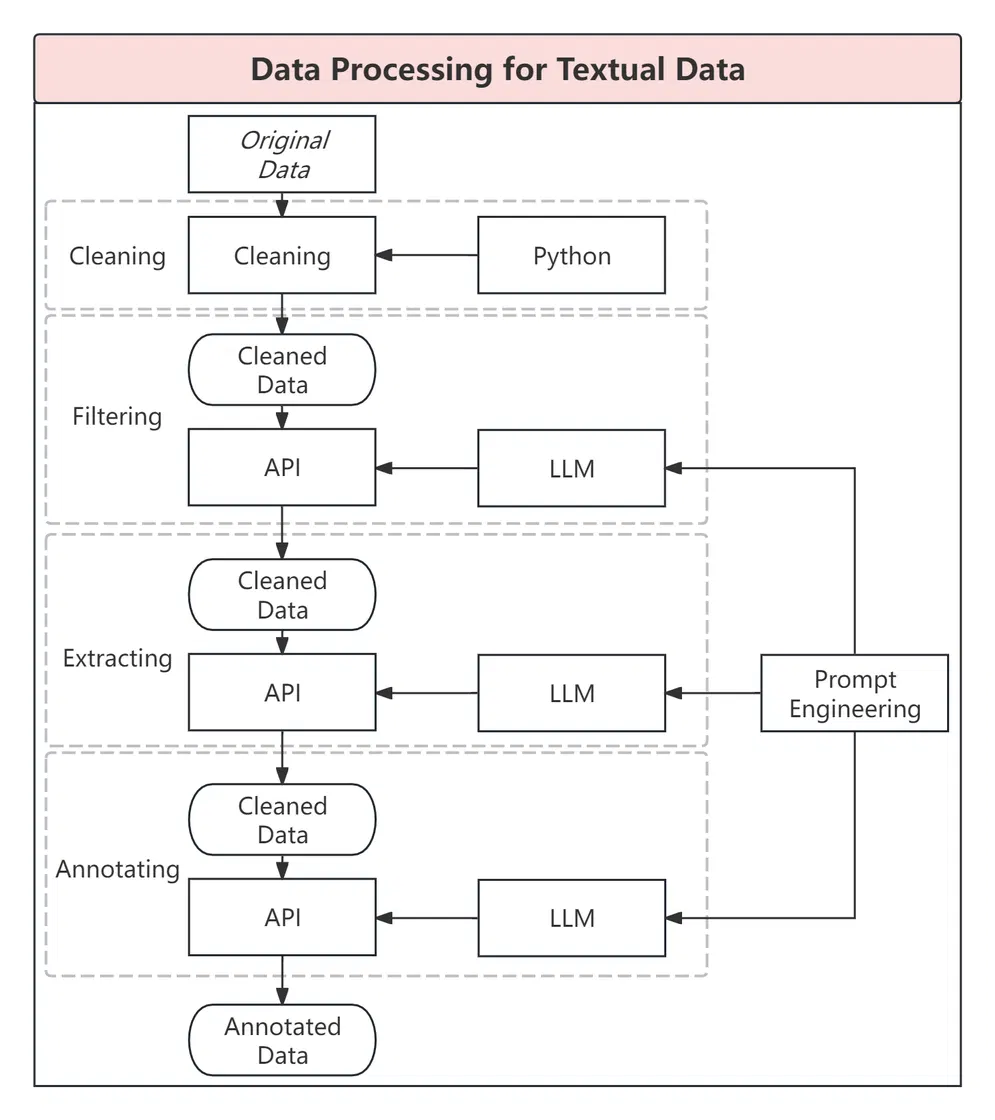 Data Processing for Textual Data
Original
Data
Cleaning
Cleaning
Python
Cleaned
Data
Filtering
API
LLM
Cleaned
Data
Extracting
API
LLM
Prompt
Engineering
Cleaned
Data
Annotating
API
LLM
Annotated
Data